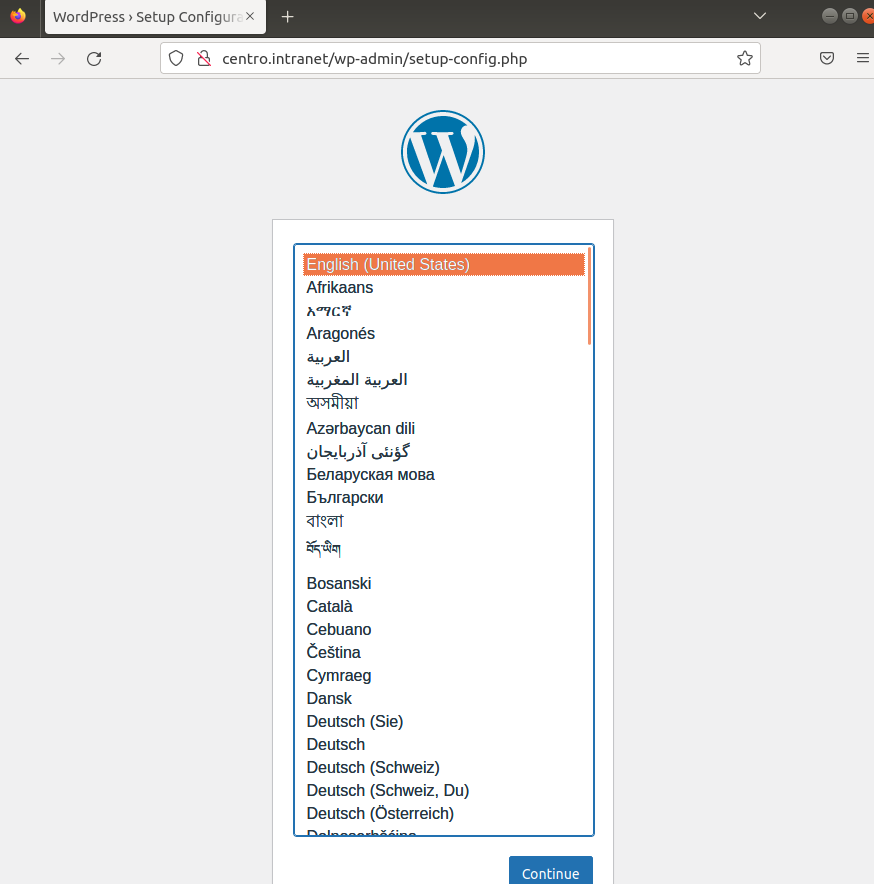 WordPress › Setup Configura
centro.intranet/wp-admin/setup-config.php
English (United States)
Afrikaans
አማርኛ
Aragonés
العربية
العربية المغربية
অসমীয়া
Azərbaycan dili
گؤنئی آذربایجان
Беларуская мова
Български
বাংলা
བོད་ཡིག
Bosanski
Català
Cebuano
Čeština
Cymraeg
Dansk
Deutsch (Sie)
Deutsch
Deutsch (Schweiz)
Deutsch (Schweiz, Du)
Deutsch (Österreich)
Continue